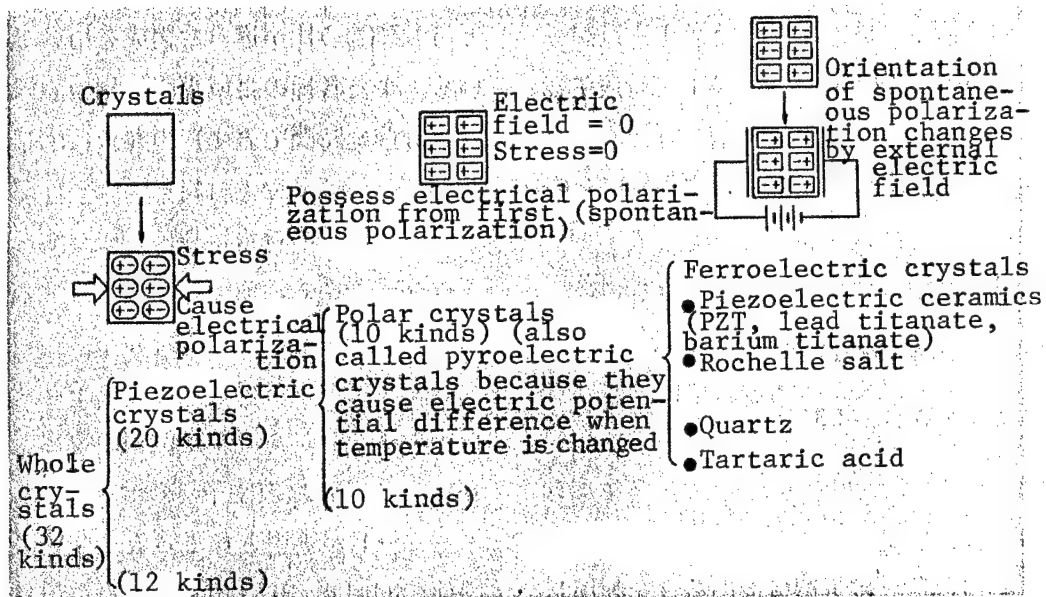 Crystals
Stress
Cause
electrical
polariza-
tion
Electric
field = 0
Stress=0
Possess electrical polari-
zation from first (spontan-
eous polarization)
Orientation
of spontane-
ous polariza-
tion changes
by external
electric
field
Whole
cry-
stals
(32
kinds)
Piezoelectric
crystals
(20 kinds)
(12 kinds)
Polar crystals
(10 kinds) (also
called pyroelectric
crystals because they
cause electric poten-
tial difference when
temperature is changed
(10 kinds)
Ferroelectric crystals
●Piezoelectric ceramics
(PZT, lead titanate,
barium titanate)
●Rochelle salt
●Quartz
●Tartaric acid